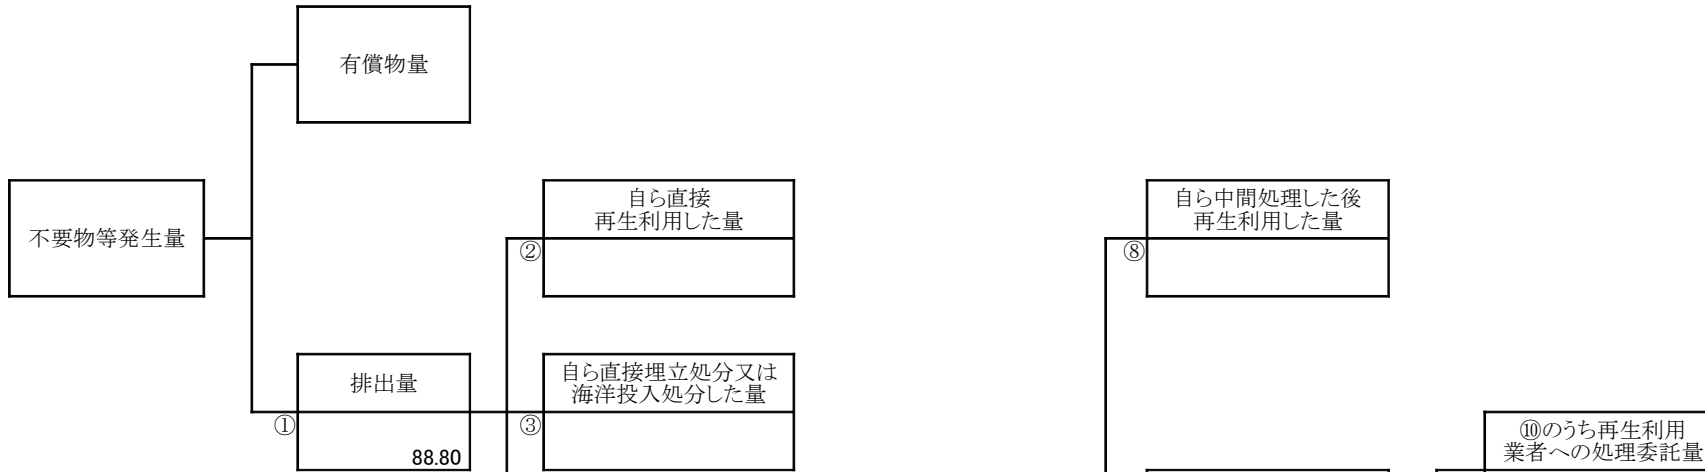 有償物量
自ら直接
再生利用した量
自ら中間処理した後
再生利用した量
不要物等発生量
②
⑧
排出量
自ら直接埋立処分又は
海洋投入処分した量
①
③
88.80
⑩のうち再生利用
業者への処理委託量